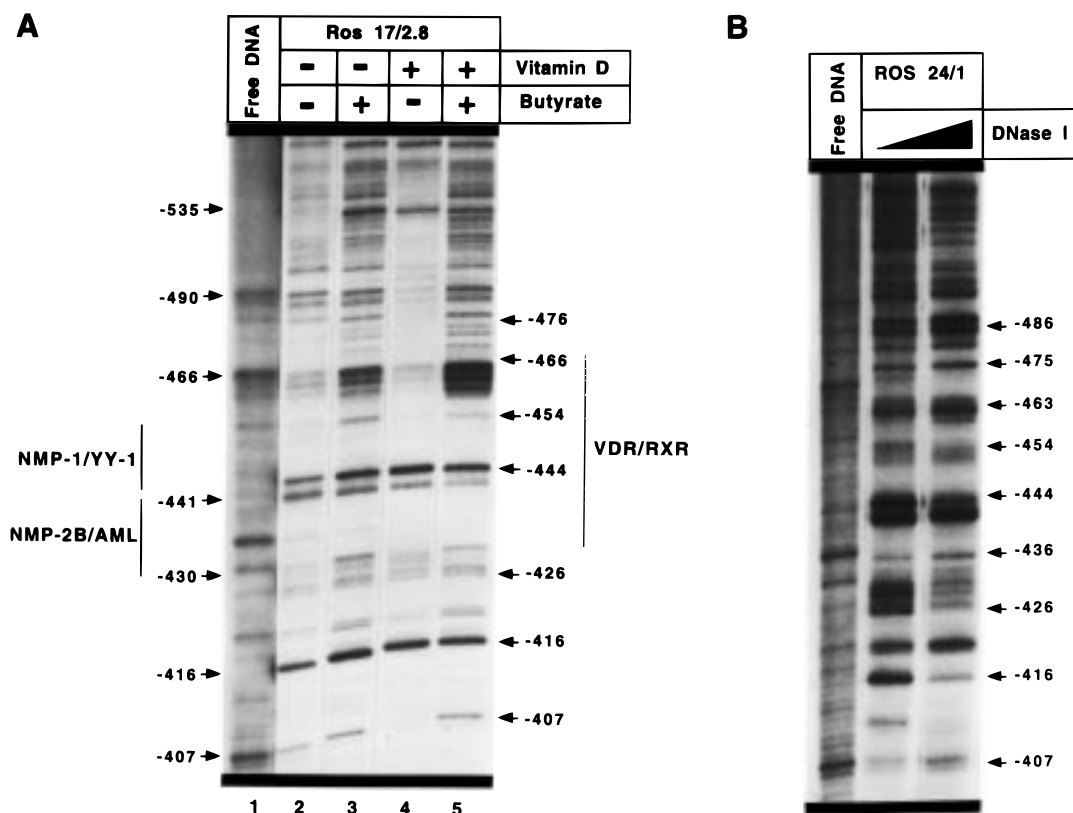 A
Free DNA
Ros 17/2.8
- - + + Vitamin D
- + - + Butyrate
-535
-490
-466
NMP-1/YY-1
-441
NMP-2B/AML
-430
-416
-407
-476
-466
-454
-444
VDR/RXR
-426
-416
-407
1 2 3 4 5
B
Free DNA
ROS 24/1
DNase I
-486
-475
-463
-454
-444
-436
-426
-416
-407